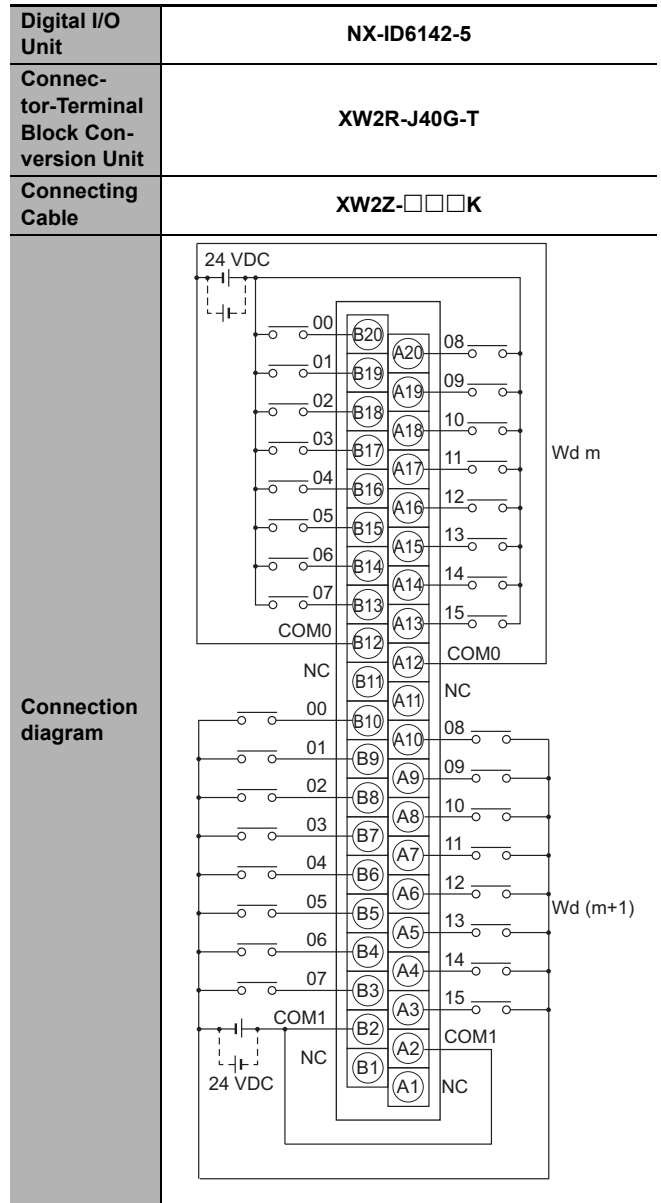 Digital I/O
Unit
NX-ID6142-5
Connec-
tor-Terminal
Block Con-
version Unit
XW2R-J40G-T
Connecting
Cable
XW2Z-□□□K
Connection
diagram
24 VDC
00
B20
A20
08
01
B19
A19
09
02
B18
A18
10
03
B17
A17
11
Wd m
04
B16
A16
12
05
B15
A15
13
06
B14
A14
14
07
B13
A13
15
COM0
B12
A12
COM0
NC
B11
A11
NC
00
B10
A10
08
01
B9
A9
09
02
B8
A8
10
03
B7
A7
11
04
B6
A6
12
Wd (m+1)
05
B5
A5
13
06
B4
A4
14
07
B3
A3
15
COM1
B2
A2
COM1
24 VDC
NC
B1
A1
NC